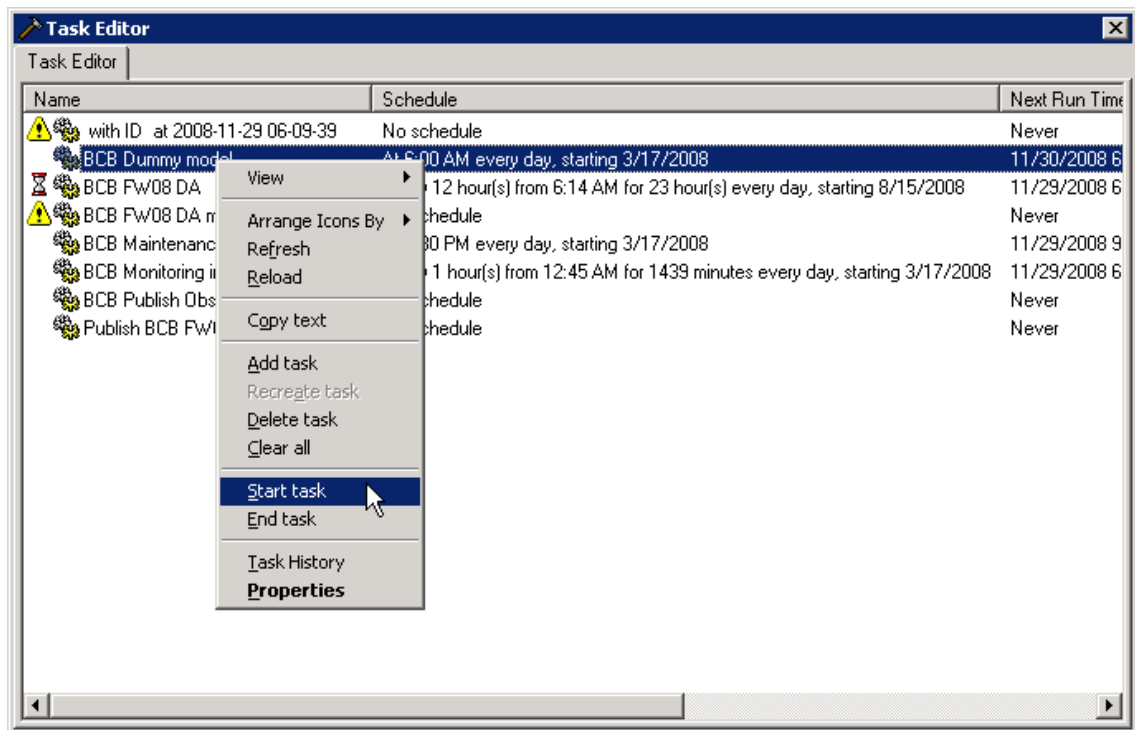 Task Editor
Task Editor
Name Schedule Next Run Time
with ID at 2008-11-29 06-09-39 No schedule Never
BCB Dummy model At 6:00 AM every day, starting 3/17/2008 11/30/2008 6
BCB FW08 DA 12 hour(s) from 6:14 AM for 23 hour(s) every day, starting 8/15/2008 11/29/2008 6
BCB FW08 DA chedule Never
BCB Maintenanc 30 PM every day, starting 3/17/2008 11/29/2008 9
BCB Monitoring 1 hour(s) from 12:45 AM for 1439 minutes every day, starting 3/17/2008 11/29/2008 6
BCB Publish Obs chedule Never
Publish BCB chedule Never
View
Arrange Icons By
Refresh
Reload
Copy text
Add task
Recreate task
Delete task
Clear all
Start task
End task
Task History
Properties